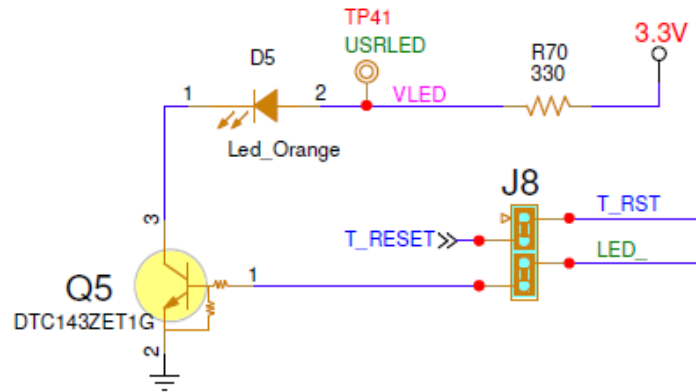 TP41
USRLED
3.3V
D5
R70
330
1
2
VLED
Led_Orange
J8
3
T_RESET
T_RST
LED_
Q5
1
DTC143ZET1G
2